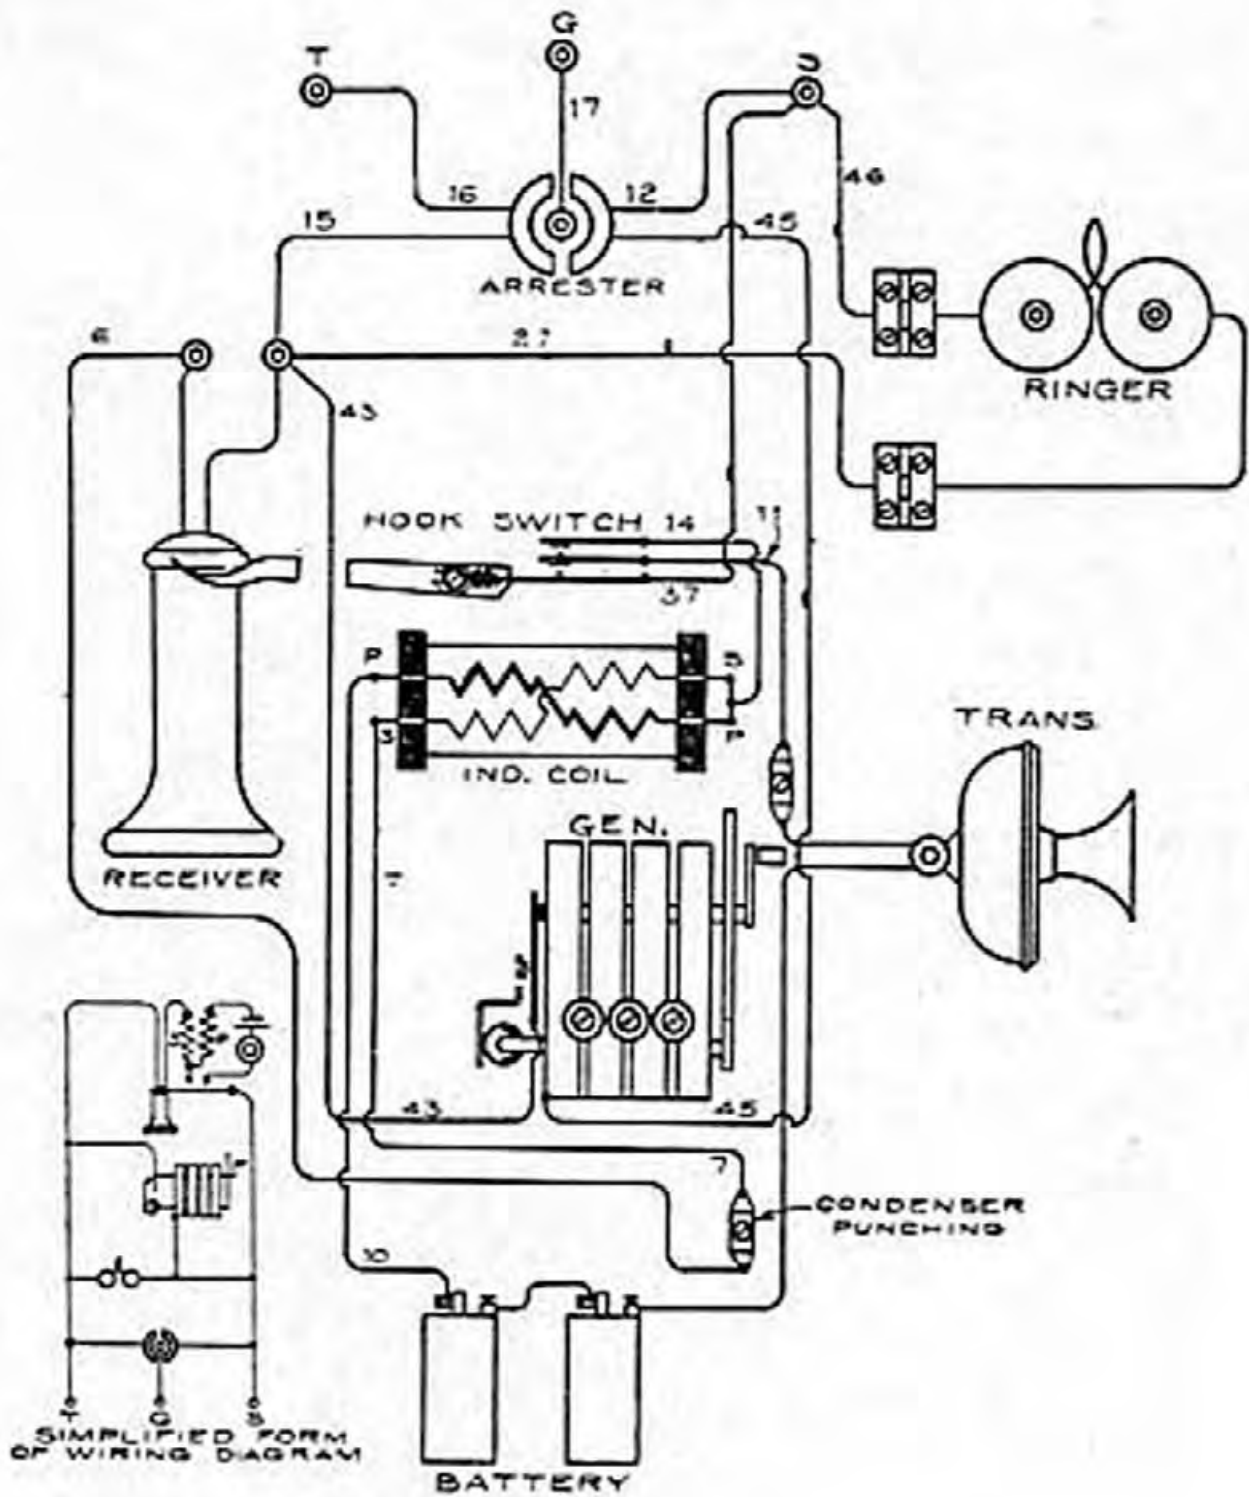 G
T
S
17
16
12
46
15
45
ARRESTER
6
27
RINGER
43
HOOK SWITCH 14
11
37
P
S
S
P
TRANS.
IND. COIL
GEN.
RECEIVER
7
43
45
7
CONDENSER
PUNCHING
10
T
G
S
SIMPLIFIED FORM
OF WIRING DIAGRAM
BATTERY